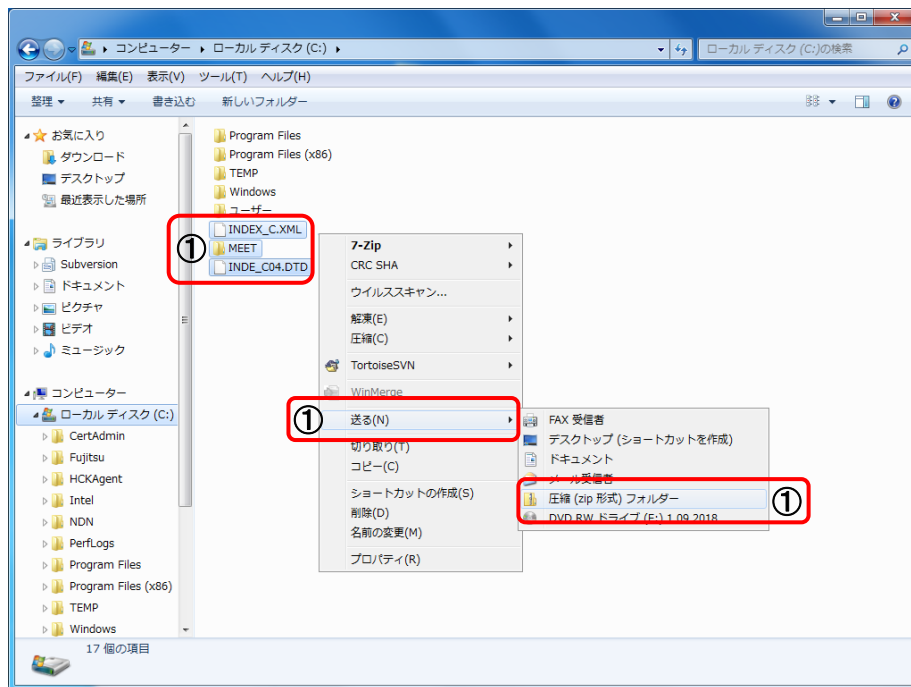 コンピューター ▸ ローカル ディスク (C:) ▸
ローカル ディスク (C:)の検索
ファイル(F) 編集(E) 表示(V) ツール(T) ヘルプ(H)
整理 ▼ 共有 ▼ 書き込む 新しいフォルダー
お気に入り
ダウンロード
デスクトップ
最近表示した場所
ライブラリ
Subversion
ドキュメント
ピクチャ
ビデオ
ミュージック
コンピューター
ローカル ディスク (C:)
CertAdmin
Fujitsu
HCKAgent
Intel
NDN
PerfLogs
Program Files
Program Files (x86)
TEMP
Windows
Program Files
Program Files (x86)
TEMP
Windows
ユーザー
①
INDEX_C.XML
MEET
INDE_C04.DTD
7-Zip
CRC SHA
ウイルススキャン...
解凍(E)
圧縮(C)
TortoiseSVN
WinMerge
①
送る(N)
切り取り(T)
コピー(C)
ショートカットの作成(S)
削除(D)
名前の変更(M)
プロパティ(R)
FAX 受信者
デスクトップ (ショートカットを作成)
ドキュメント
メール受信者
圧縮 (zip 形式) フォルダー
①
DVD RW ドライブ (E:) 1 09 2018
17 個の項目